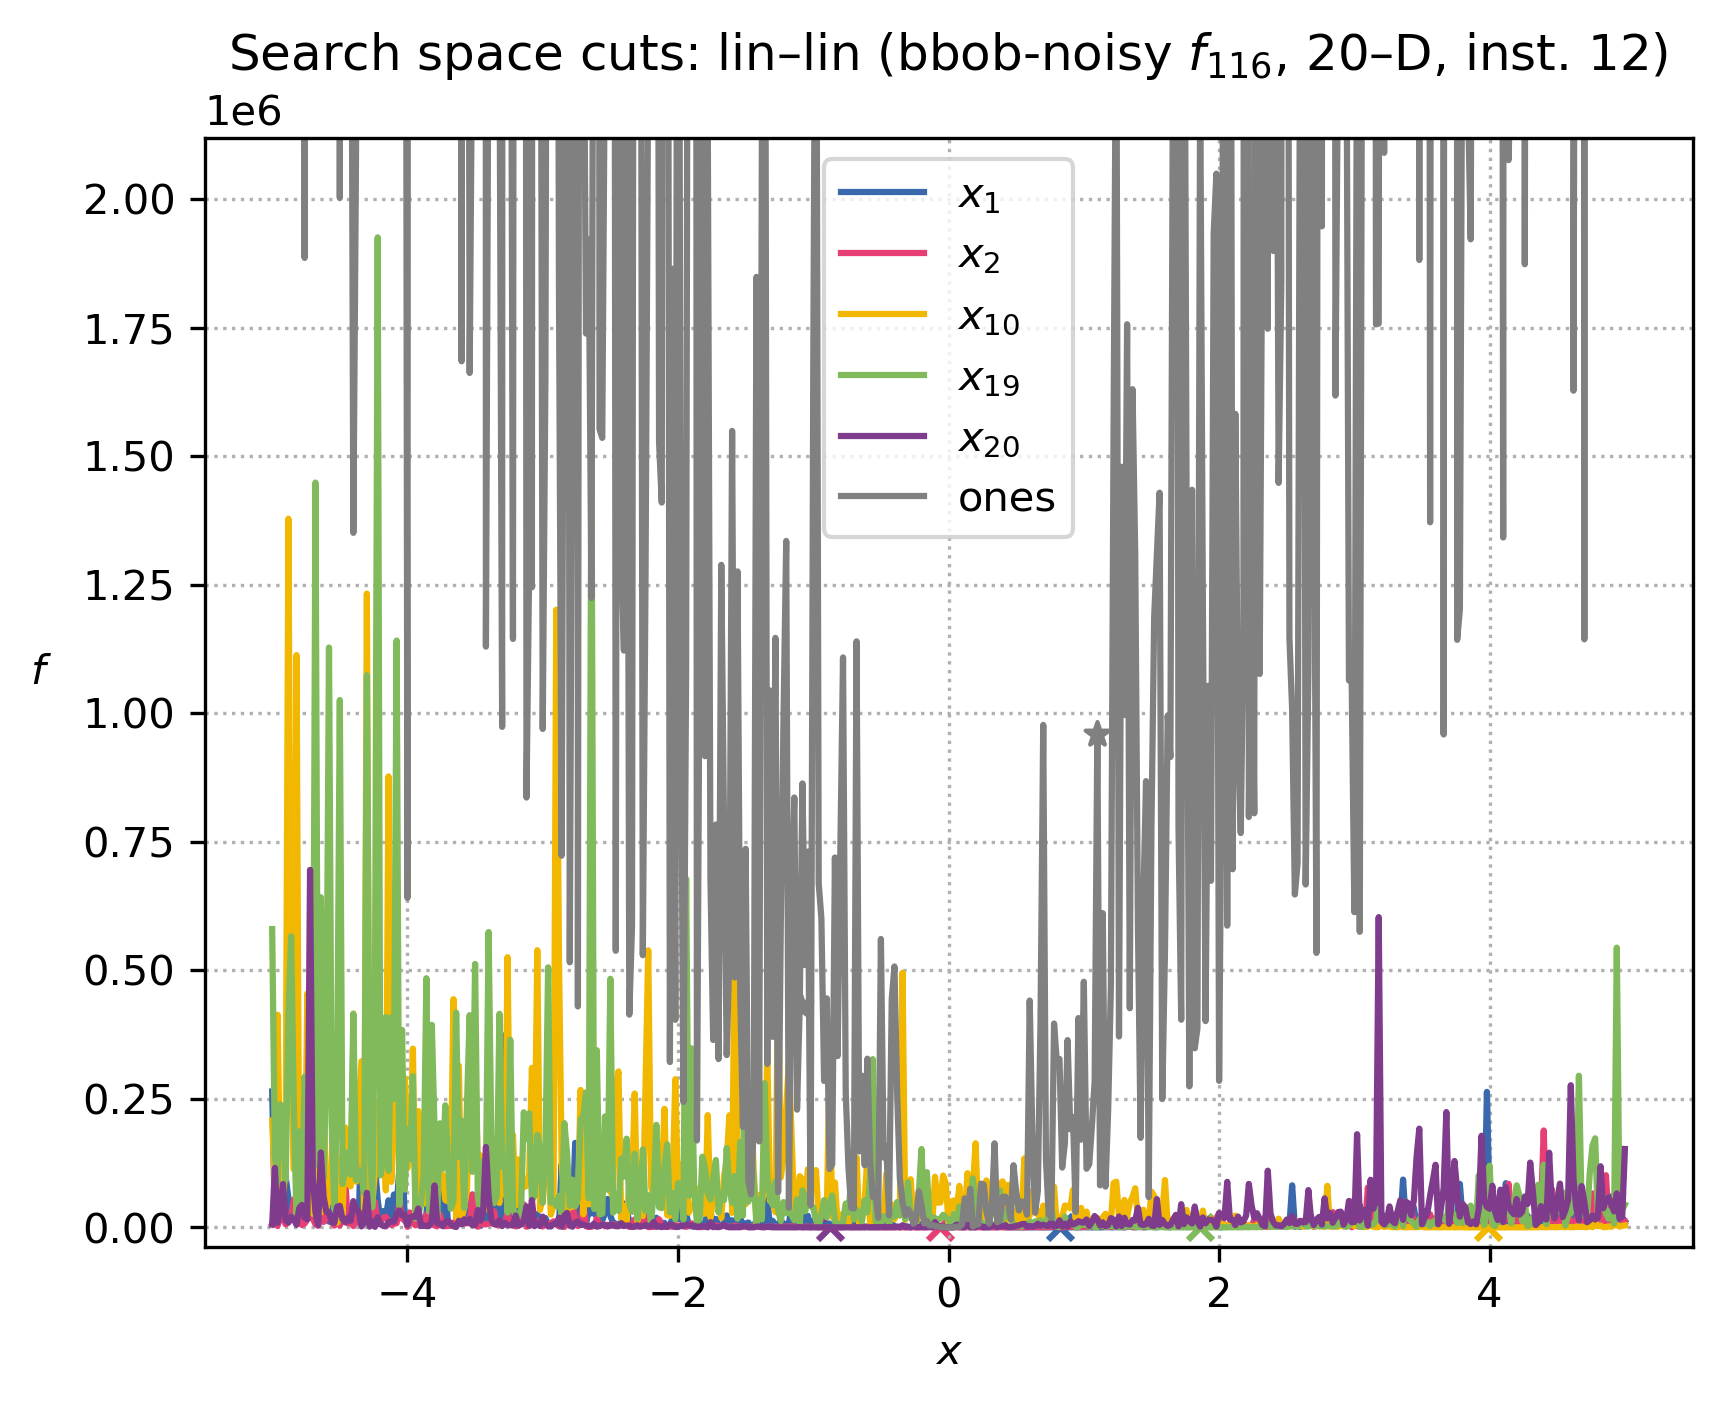 Search space cuts: lin–lin (bbob-noisy f₁₁₆, 20–D, inst. 12)
1e6
x₁
x₂
x₁₀
x₁₉
x₂₀
ones
2.00
1.75
1.50
1.25
1.00
0.75
0.50
0.25
0.00
f
−4
−2
0
2
4
x